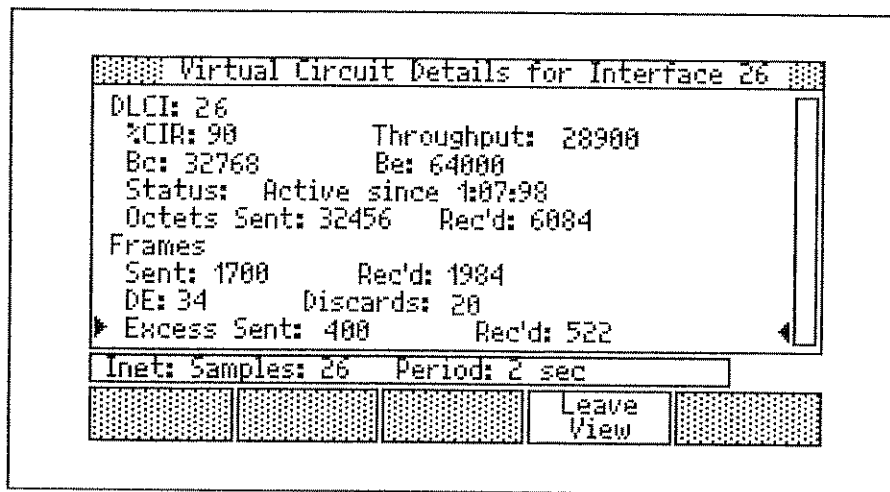 Virtual Circuit Details for Interface 26
DLCI: 26
%CIR: 90 Throughput: 28900
Bc: 32768 Be: 64000
Status: Active since 1:07:98
Octets Sent: 32456 Rec'd: 6084
Frames
Sent: 1700 Rec'd: 1984
DE: 34 Discards: 20
Excess Sent: 400 Rec'd: 522
Inet: Samples: 26 Period: 2 sec
Leave
View